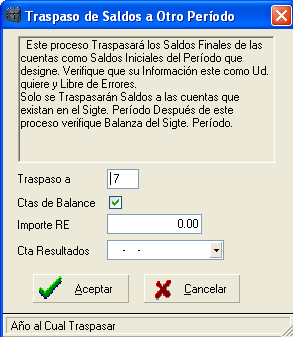 Traspaso de Saldos a Otro Período
Este proceso Traspasará los Saldos Finales de las
cuentas como Saldos Iniciales del Período que
designe. Verifique que su Información este como Ud.
quiere y Libre de Errores.
Solo se Traspasarán Saldos a las cuentas que
existan en el Sigte. Período Después de este
proceso verifique Balanza del Sigte. Período.
Traspaso a 7
Ctas de Balance
Importe RE 0.00
Cta Resultados - -
Aceptar Cancelar
Año al Cual Traspasar